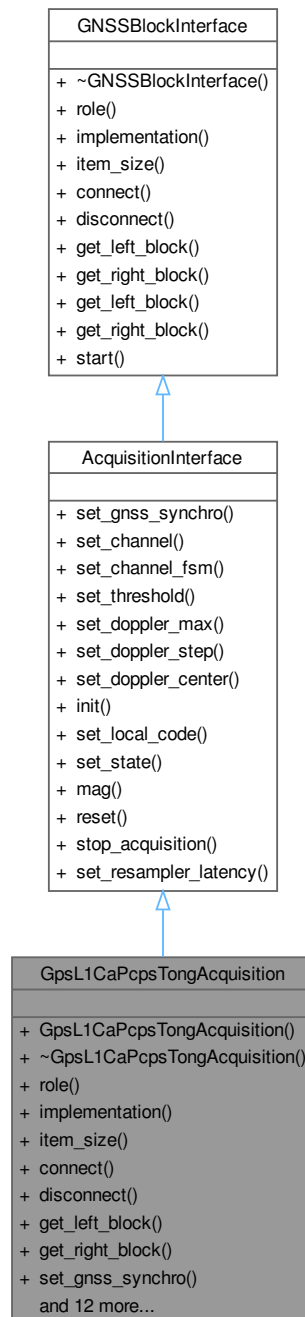 GNSSBlockInterface
+ ~GNSSBlockInterface()
+ role()
+ implementation()
+ item_size()
+ connect()
+ disconnect()
+ get_left_block()
+ get_right_block()
+ get_left_block()
+ get_right_block()
+ start()
AcquisitionInterface
+ set_gnss_synchro()
+ set_channel()
+ set_channel_fsm()
+ set_threshold()
+ set_doppler_max()
+ set_doppler_step()
+ set_doppler_center()
+ init()
+ set_local_code()
+ set_state()
+ mag()
+ reset()
+ stop_acquisition()
+ set_resampler_latency()
GpsL1CaPcpsTongAcquisition
+ GpsL1CaPcpsTongAcquisition()
+ ~GpsL1CaPcpsTongAcquisition()
+ role()
+ implementation()
+ item_size()
+ connect()
+ disconnect()
+ get_left_block()
+ get_right_block()
+ set_gnss_synchro()
and 12 more...